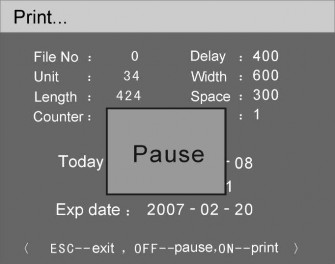 Print...
File No : 0 Delay : 400
Unit : 34 Width : 600
Length : 424 Space : 300
Counter : : 1
Today - 08
Pause
1
Exp date : 2007 - 02 - 20
( ESC--exit , OFF--pause,ON--print )